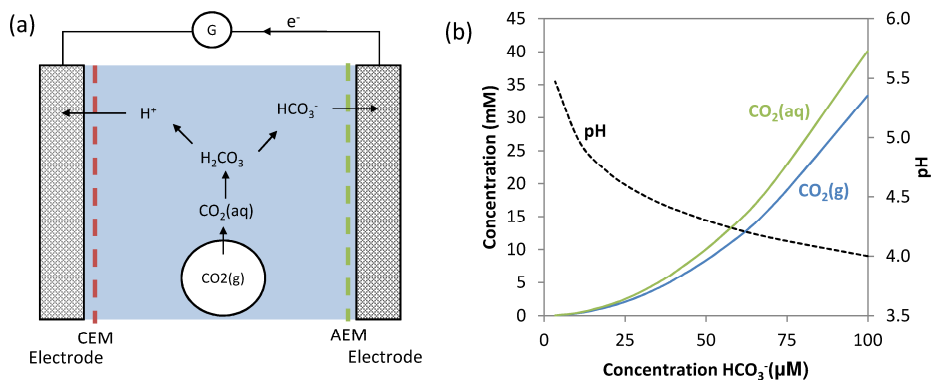 (a)
G
e⁻
H⁺
HCO₃⁻
H₂CO₃
CO₂(aq)
CO2(g)
CEM
AEM
Electrode
Electrode
(b)
45
40
35
30
25
20
15
10
5
0
Concentration (mM)
6.0
5.5
5.0
4.5
4.0
3.5
pH
pH
CO₂(aq)
CO₂(g)
0
25
50
75
100
Concentration HCO₃⁻(µM)